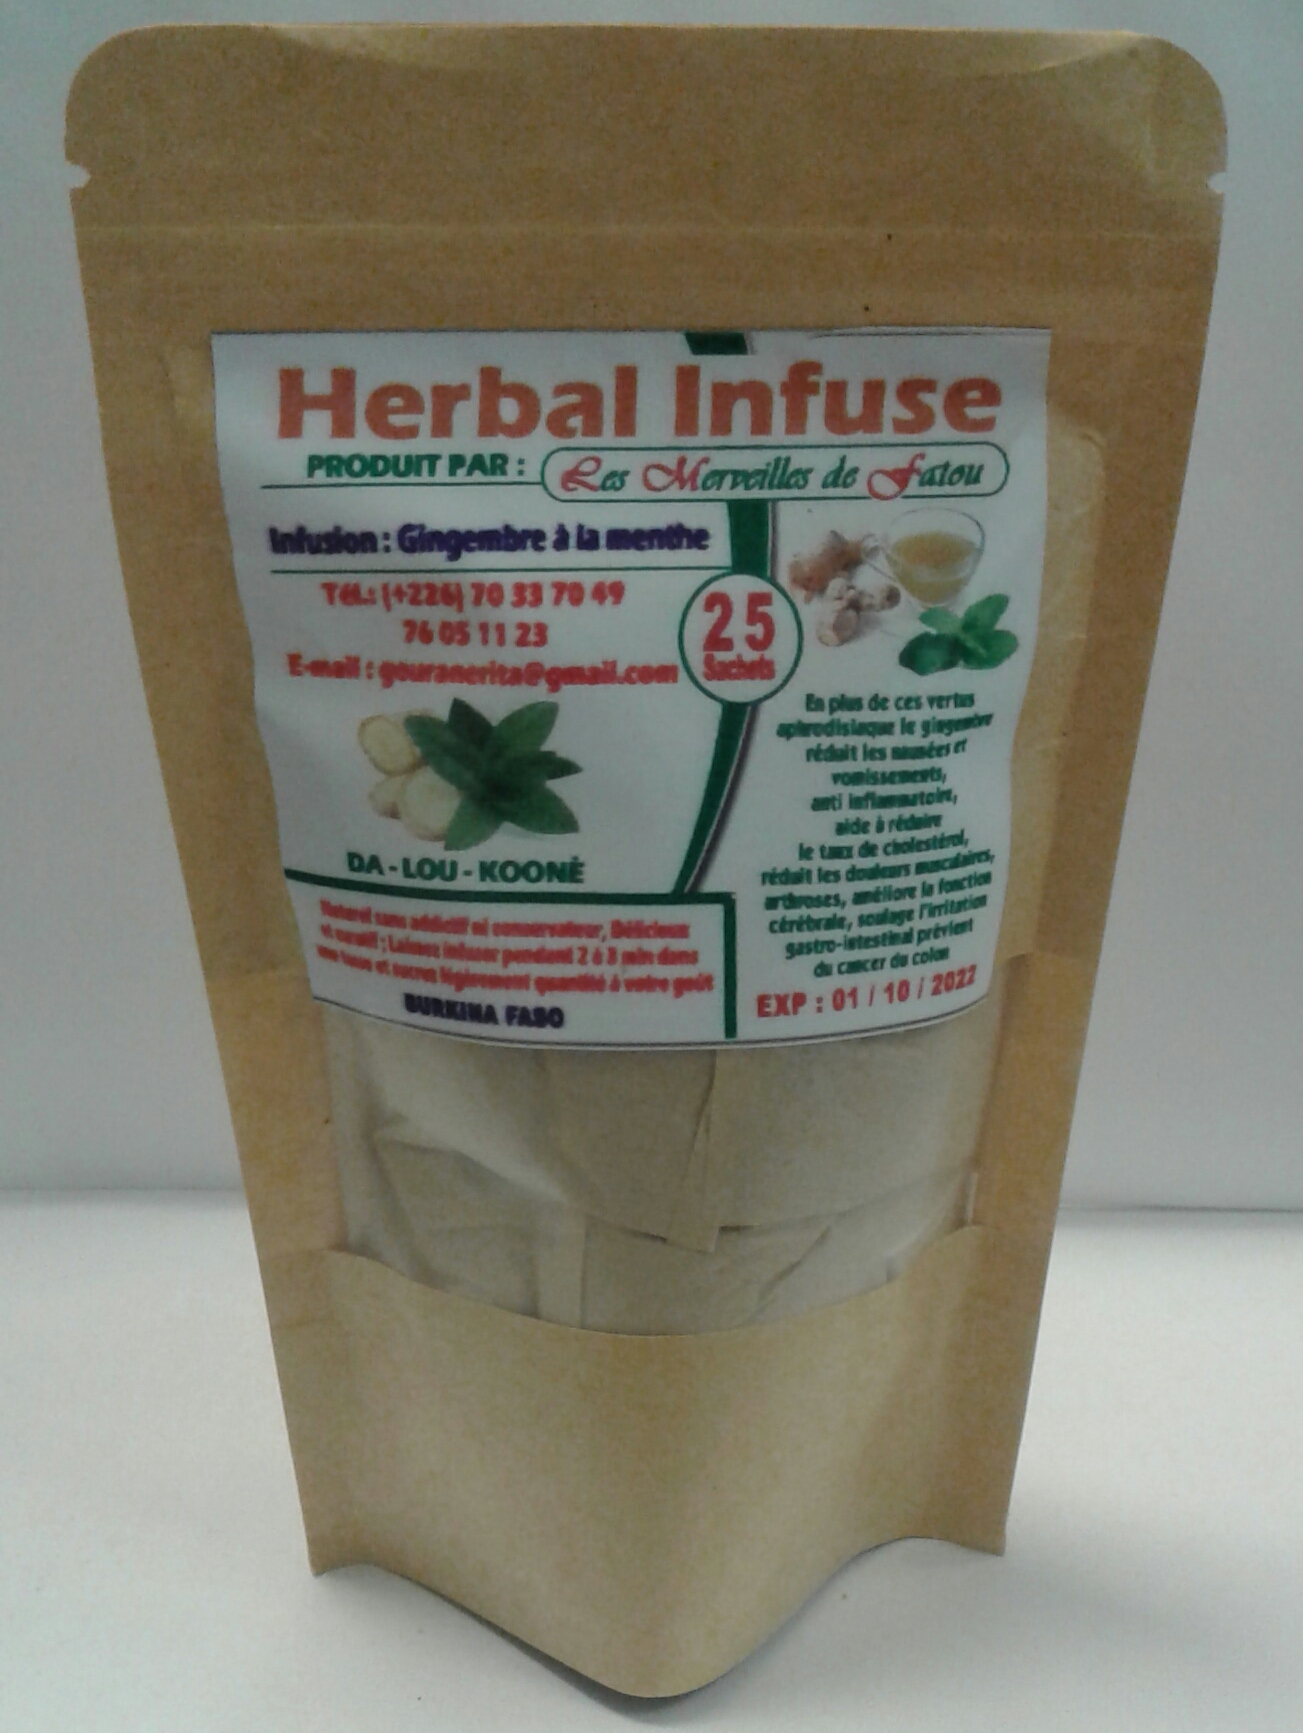 Herbal Infuse
PRODUIT PAR : Les Merveilles de Fatou
Infusion : Gingembre à la menthe
Tél.: (+226) 70 33 70 49
76 05 11 23
E-mail : gouranerita@gmail.com
25
Sachets
DA - LOU - KOONÈ
Naturel sans addictif ni conservateur, Délicieux
et curatif ; Laissez infuser pendant 2 à 3 min dans
une tasse et sucrez légèrement quantité à votre goût
BURKINA FASO
En plus de ces vertus
aphrodisiaque le gingembre
réduit les nausées et
vomissements,
anti inflammatoire,
aide à réduire
le taux de cholestérol,
réduit les douleurs musculaires,
arthroses, améliore la fonction
cérébrale, soulage l'irritation
gastro-intestinal prévient
du cancer du colon
EXP : 01 / 10 / 2022